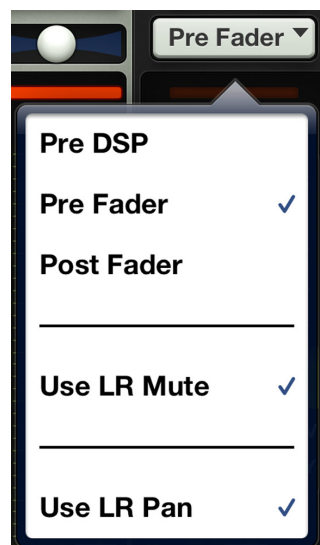 Pre Fader
Pre DSP
Pre Fader
Post Fader
Use LR Mute
Use LR Pan